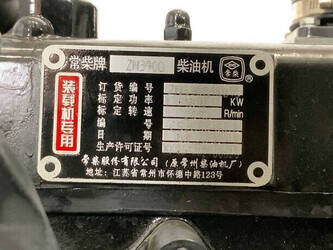 常柴牌 ZN390Q 柴油机
常柴
装载机专用
订货号
标定功率 KW
标定转速 R/min
编号
日期
生产许可证号
常柴股份有限公司（原常州柴油机厂）
地址：江苏省常州市怀德中路123号